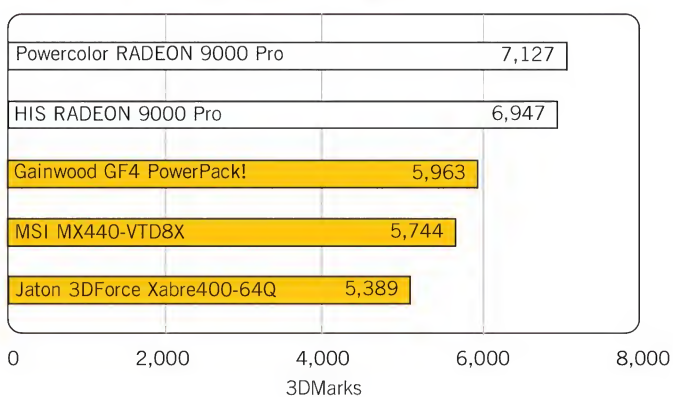 Powercolor RADEON 9000 Pro 7,127
HIS RADEON 9000 Pro 6,947
Gainwood GF4 PowerPack! 5,963
MSI MX440-VTD8X 5,744
Jaton 3DForce Xabre400-64Q 5,389
0 2,000 4,000 6,000 8,000
3DMarks